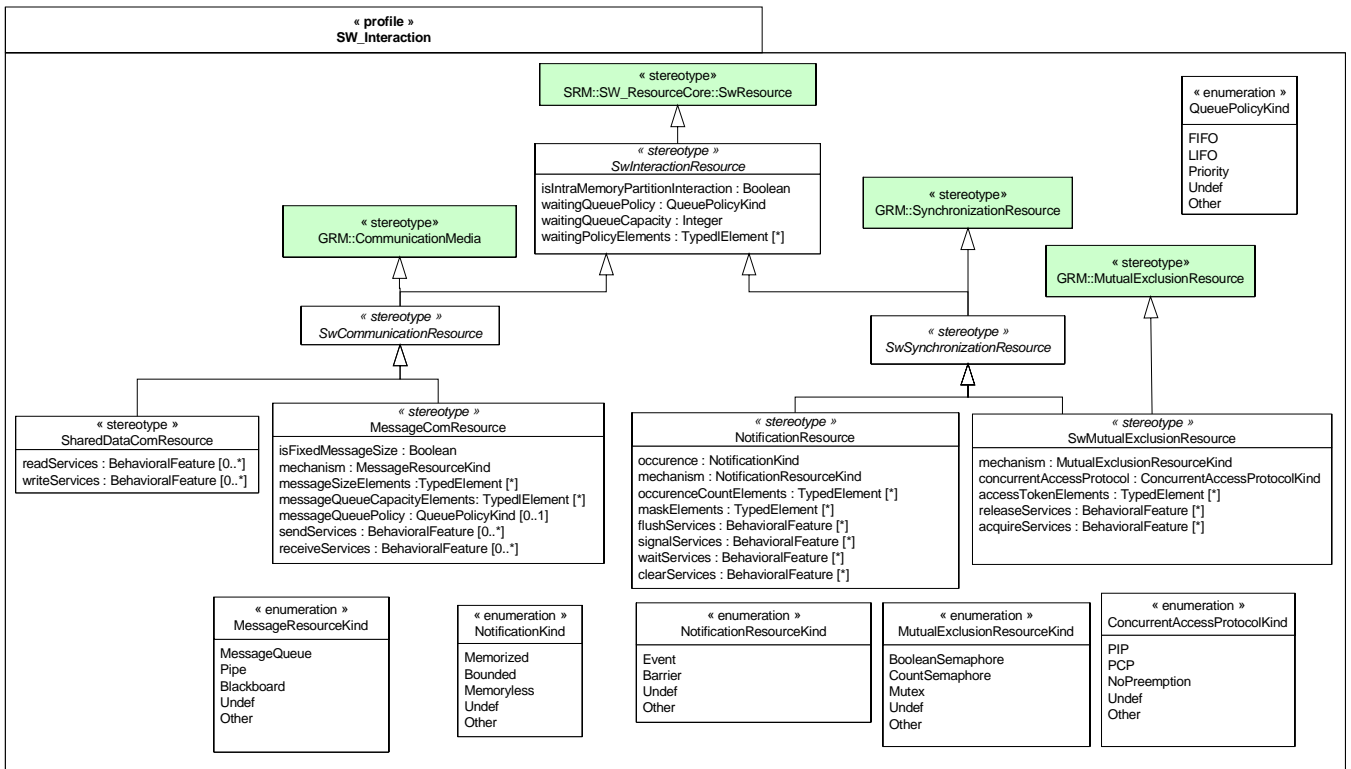 « profile »
SW_Interaction
« stereotype »
SRM::SW_ResourceCore::SwResource
« enumeration »
QueuePolicyKind
FIFO
LIFO
Priority
Undef
Other
« stereotype »
SwInteractionResource
isIntraMemoryPartitionInteraction : Boolean
waitingQueuePolicy : QueuePolicyKind
waitingQueueCapacity : Integer
waitingPolicyElements : TypedlElement [*]
« stereotype»
GRM::SynchronizationResource
« stereotype»
GRM::CommunicationMedia
« stereotype»
GRM::MutualExclusionResource
« stereotype »
SwCommunicationResource
« stereotype »
SwSynchronizationResource
« stereotype »
SharedDataComResource
readServices : BehavioralFeature [0..*]
writeServices : BehavioralFeature [0..*]
« stereotype »
MessageComResource
isFixedMessageSize : Boolean
mechanism : MessageResourceKind
messageSizeElements :TypedElement [*]
messageQueueCapacityElements: TypedlElement [*]
messageQueuePolicy : QueuePolicyKind [0..1]
sendServices : BehavioralFeature [0..*]
receiveServices : BehavioralFeature [0..*]
« stereotype »
NotificationResource
occurence : NotificationKind
mechanism : NotificationResourceKind
occurenceCountElements : TypedElement [*]
maskElements : TypedElement [*]
flushServices : BehavioralFeature [*]
signalServices : BehavioralFeature [*]
waitServices : BehavioralFeature [*]
clearServices : BehavioralFeature [*]
« stereotype »
SwMutualExclusionResource
mechanism : MutualExclusionResourceKind
concurrentAccessProtocol : ConcurrentAccessProtocolKind
accessTokenElements : TypedElement [*]
releaseServices : BehavioralFeature [*]
acquireServices : BehavioralFeature [*]
« enumeration »
MessageResourceKind
MessageQueue
Pipe
Blackboard
Undef
Other
« enumeration »
NotificationKind
Memorized
Bounded
Memoryless
Undef
Other
« enumeration »
NotificationResourceKind
Event
Barrier
Undef
Other
« enumeration »
MutualExclusionResourceKind
BooleanSemaphore
CountSemaphore
Mutex
Undef
Other
« enumeration »
ConcurrentAccessProtocolKind
PIP
PCP
NoPreemption
Undef
Other